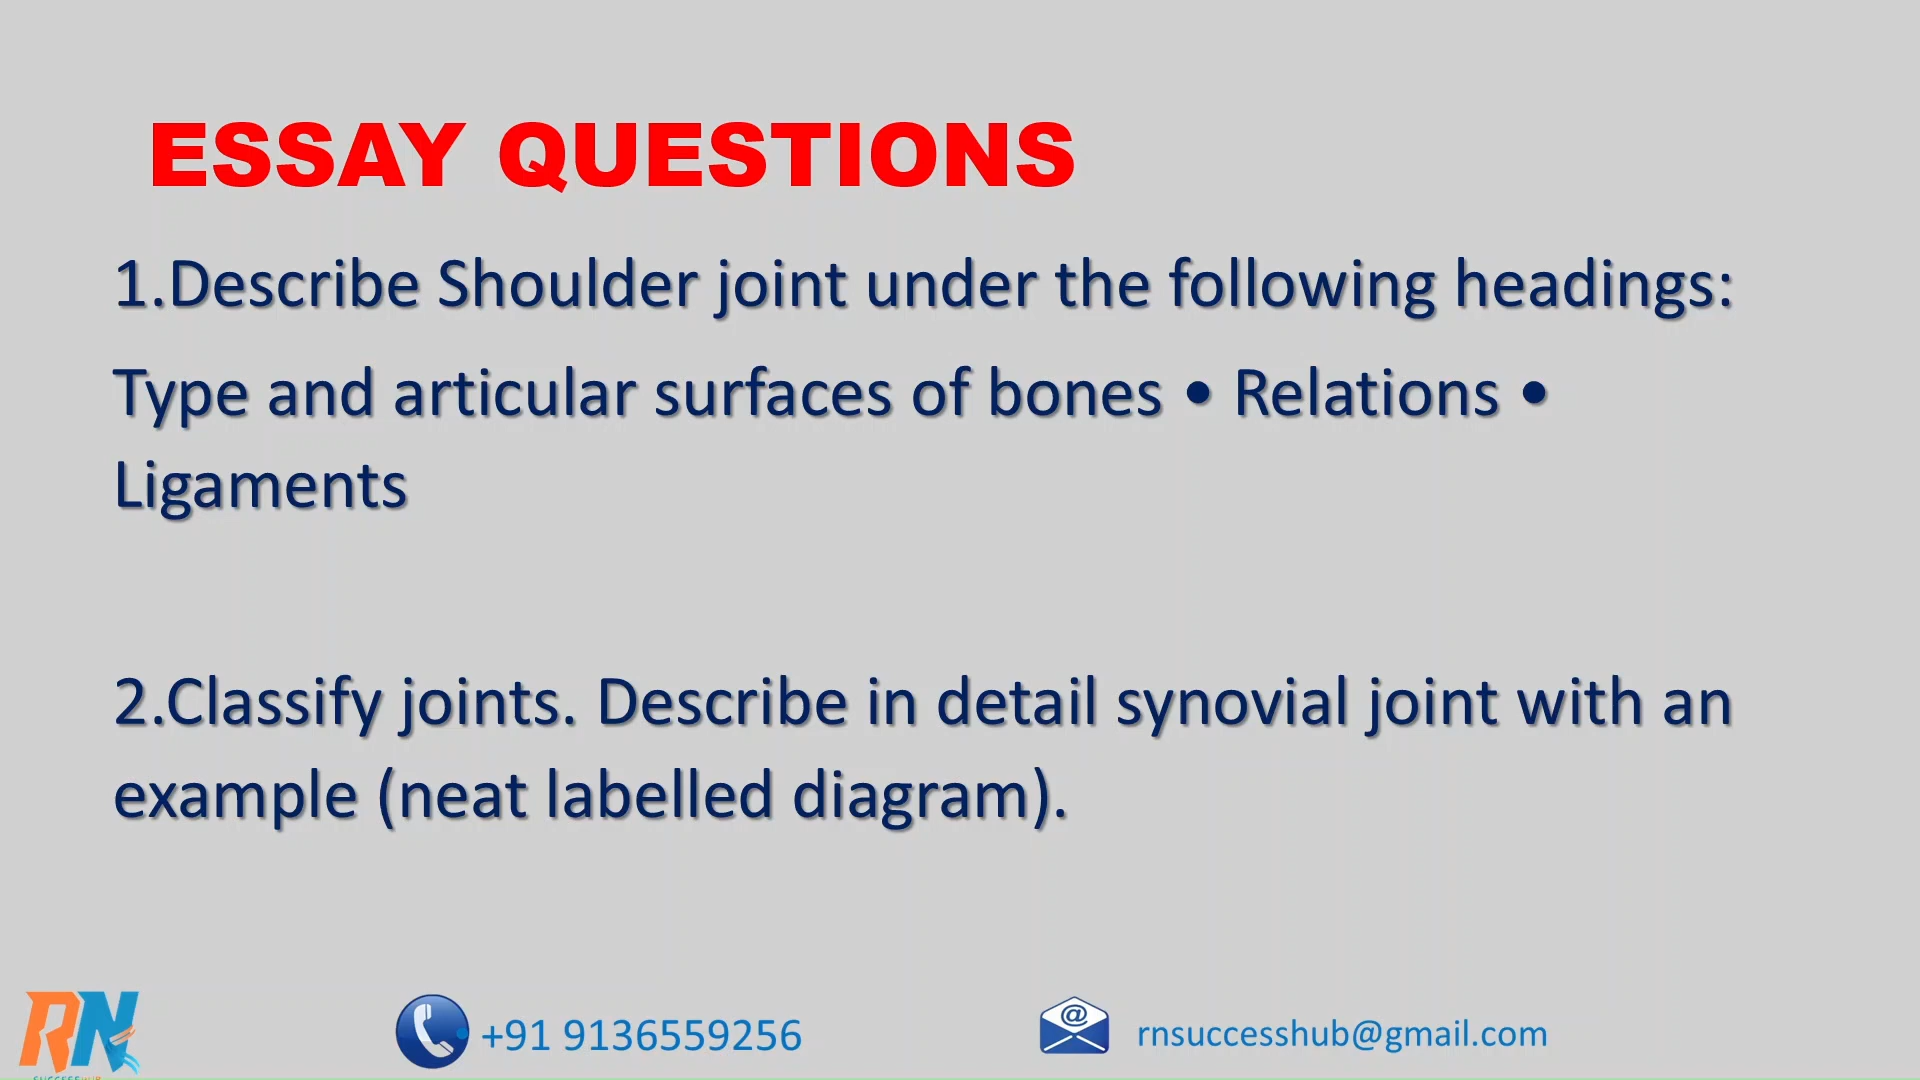 ESSAY QUESTIONS
1.Describe Shoulder joint under the following headings:
Type and articular surfaces of bones • Relations •
Ligaments
2.Classify joints. Describe in detail synovial joint with an
example (neat labelled diagram).
RN
+91 9136559256
@
rnsuccesshub@gmail.com